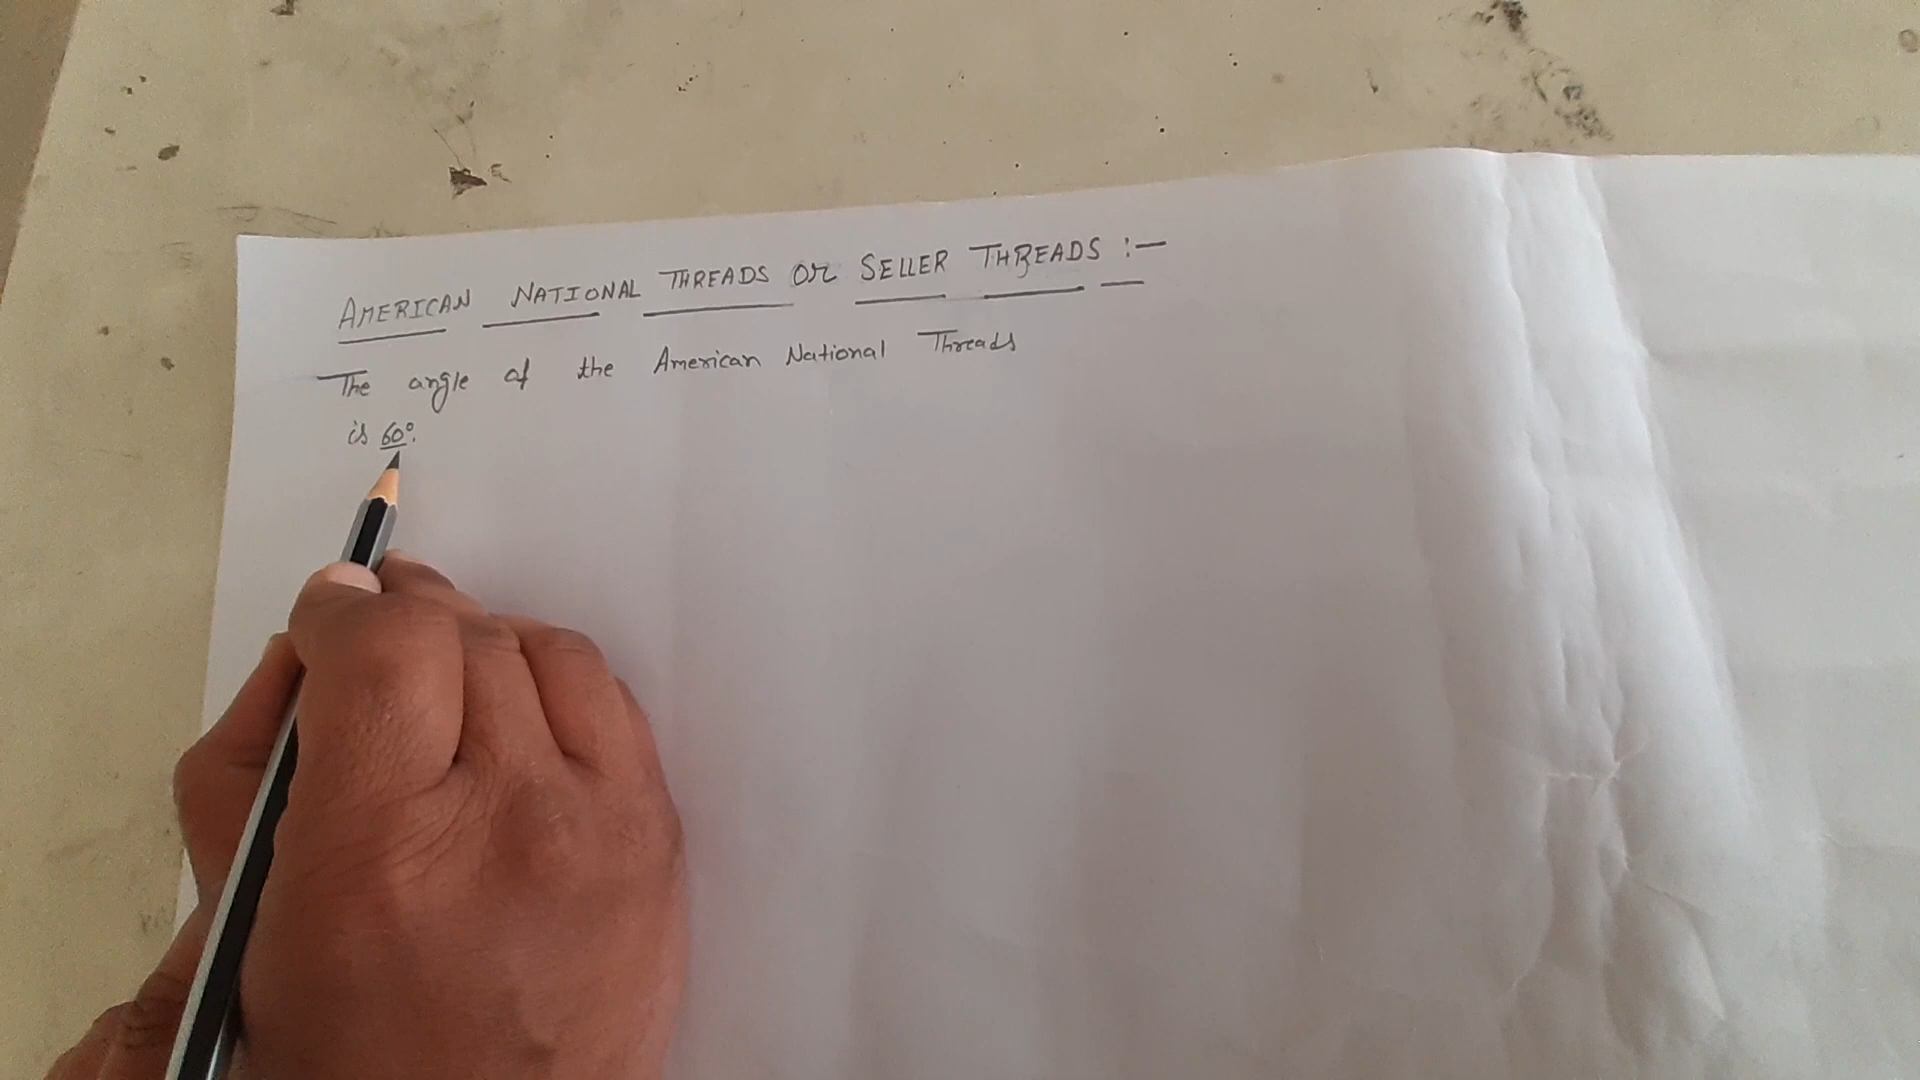 AMERICAN NATIONAL THREADS OR SELLER THREADS :-
The angle of the American National Threads
is 60°.